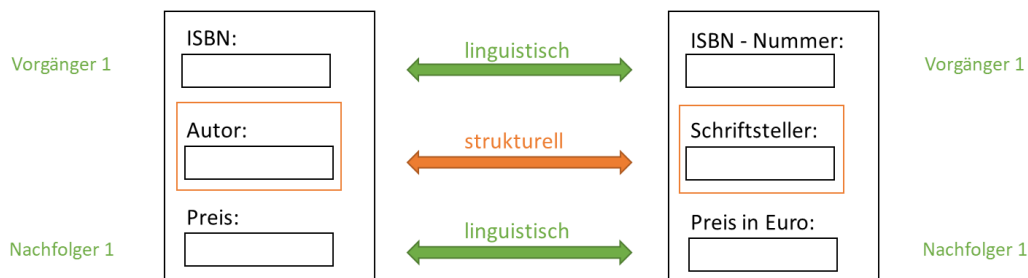 ISBN:
linguistisch
ISBN - Nummer:
Vorgänger 1
Vorgänger 1
Autor:
strukturell
Schriftsteller:
Preis:
linguistisch
Preis in Euro:
Nachfolger 1
Nachfolger 1